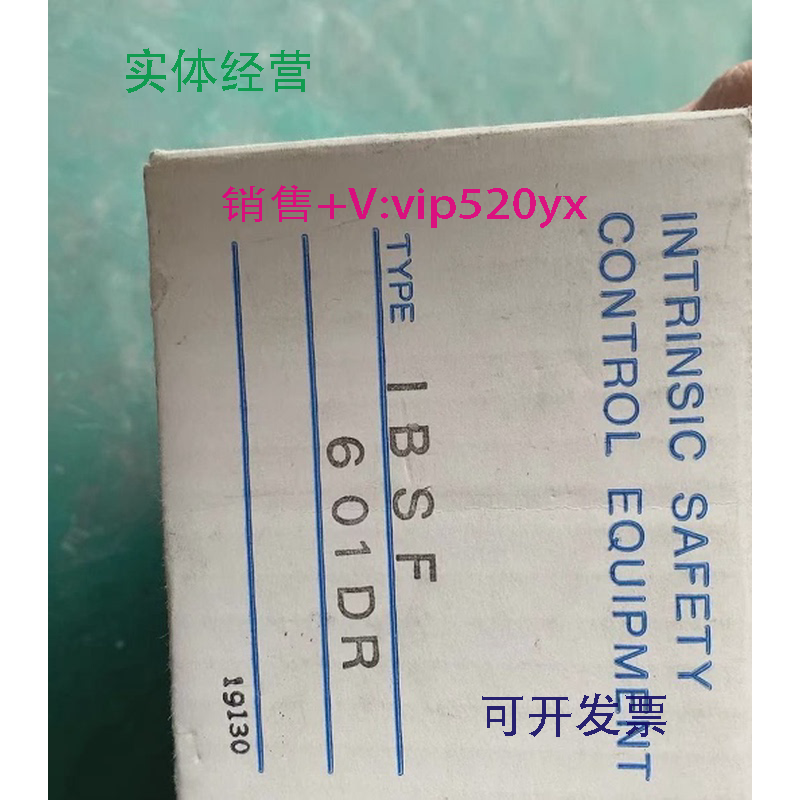 实体经营
销售+V:vip520yx
INTRINSIC SAFETY
CONTROL EQUIPMENT
TYPE IBSF
601DR
19130
可开发票